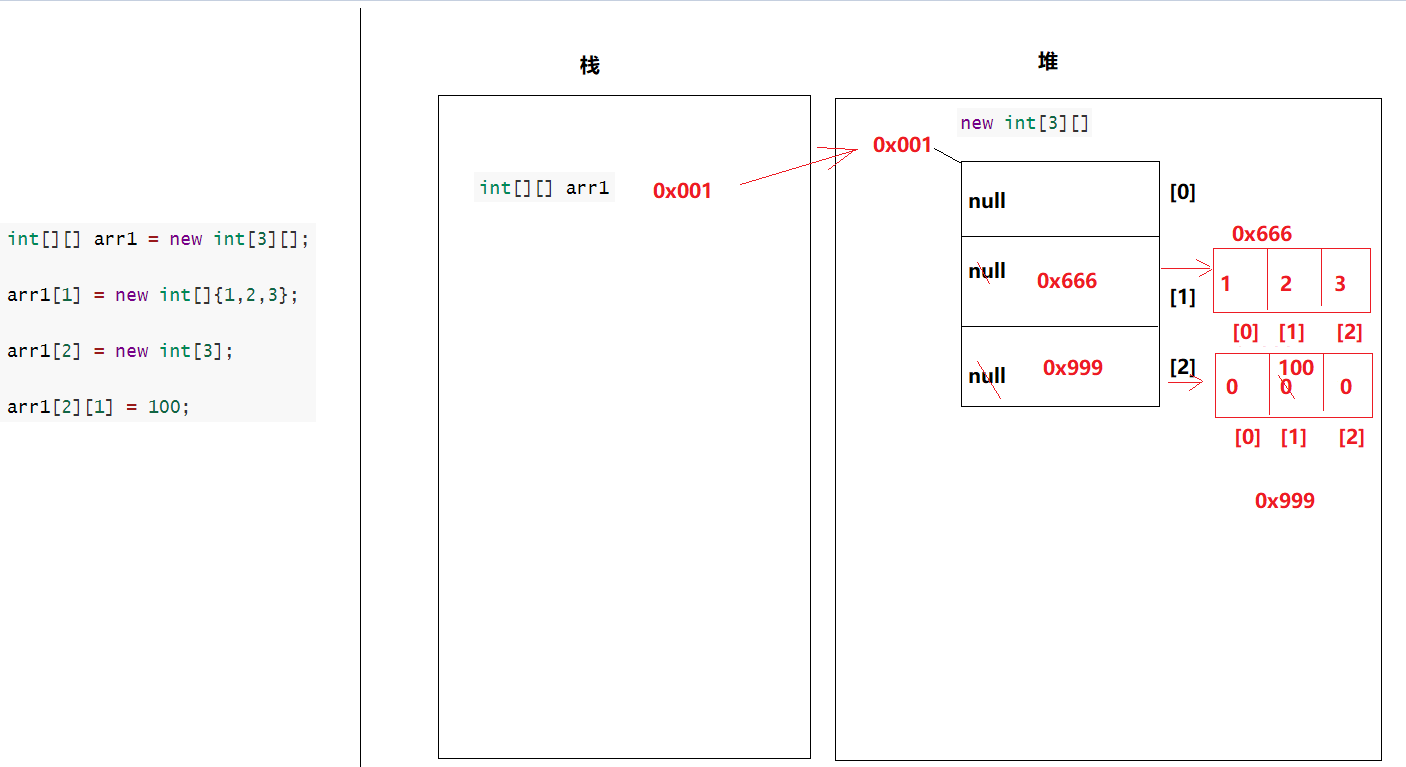 int[][] arr1 = new int[3][];
arr1[1] = new int[]{1,2,3};
arr1[2] = new int[3];
arr1[2][1] = 100;
栈
int[][] arr1 0x001
堆
new int[3][]
0x001
null [0]
null 0x666 [1]
null 0x999 [2]
0x666
1 2 3
[0] [1] [2]
100
0 0 0
[0] [1] [2]
0x999